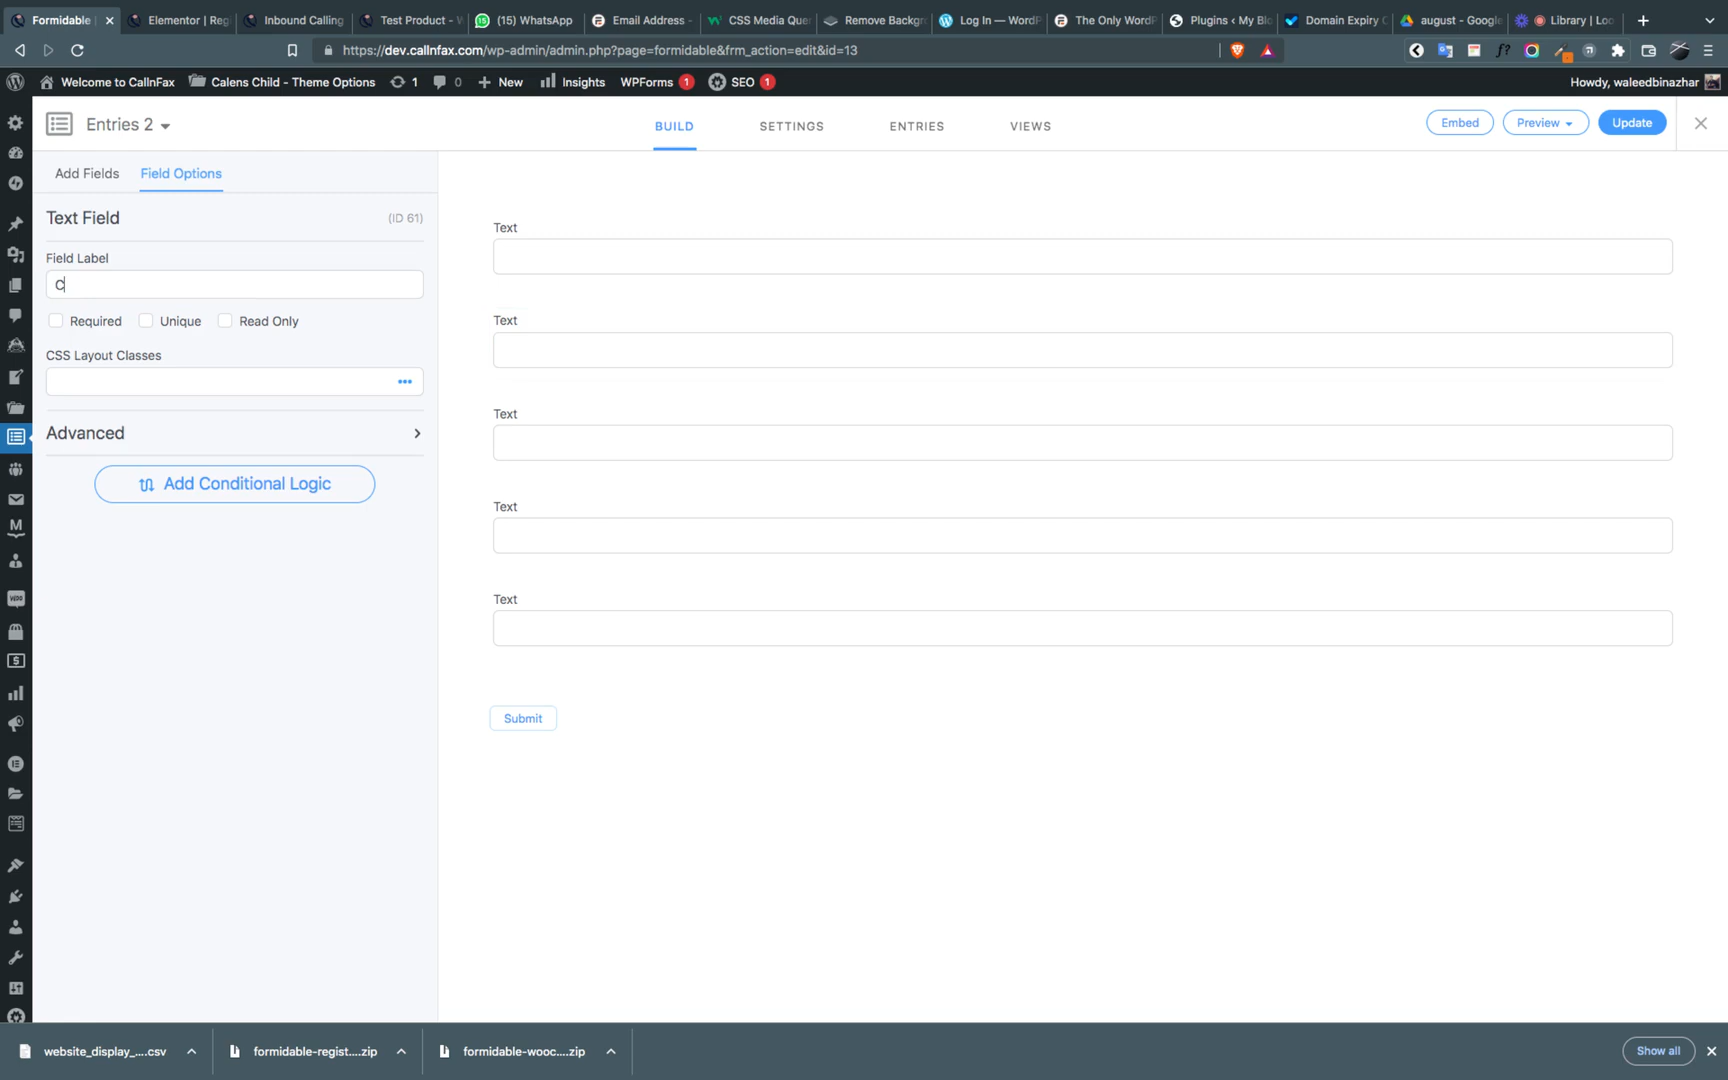 Formidable
Elementor | Reg
Inbound Calling
Test Product - W
(15) WhatsApp
Email Address -
CSS Media Que
Remove Backgr
Log In — WordP
The Only WordP
Plugins ‹ My Blo
Domain Expiry C
august - Google
Library | Loo
https://dev.callnfax.com/wp-admin/admin.php?page=formidable&frm_action=edit&id=13
Welcome to CallnFax
Calens Child - Theme Options
1
0
New
Insights
WPForms 1
SEO 1
Howdy, waleedbinazhar
Entries 2
BUILD
SETTINGS
ENTRIES
VIEWS
Embed
Preview
Update
Add Fields
Field Options
Text Field
(ID 61)
Field Label
C
Required
Unique
Read Only
CSS Layout Classes
Advanced
Add Conditional Logic
Text
Text
Text
Text
Text
Submit
website_display_....csv
formidable-regist....zip
formidable-wooc....zip
Show all